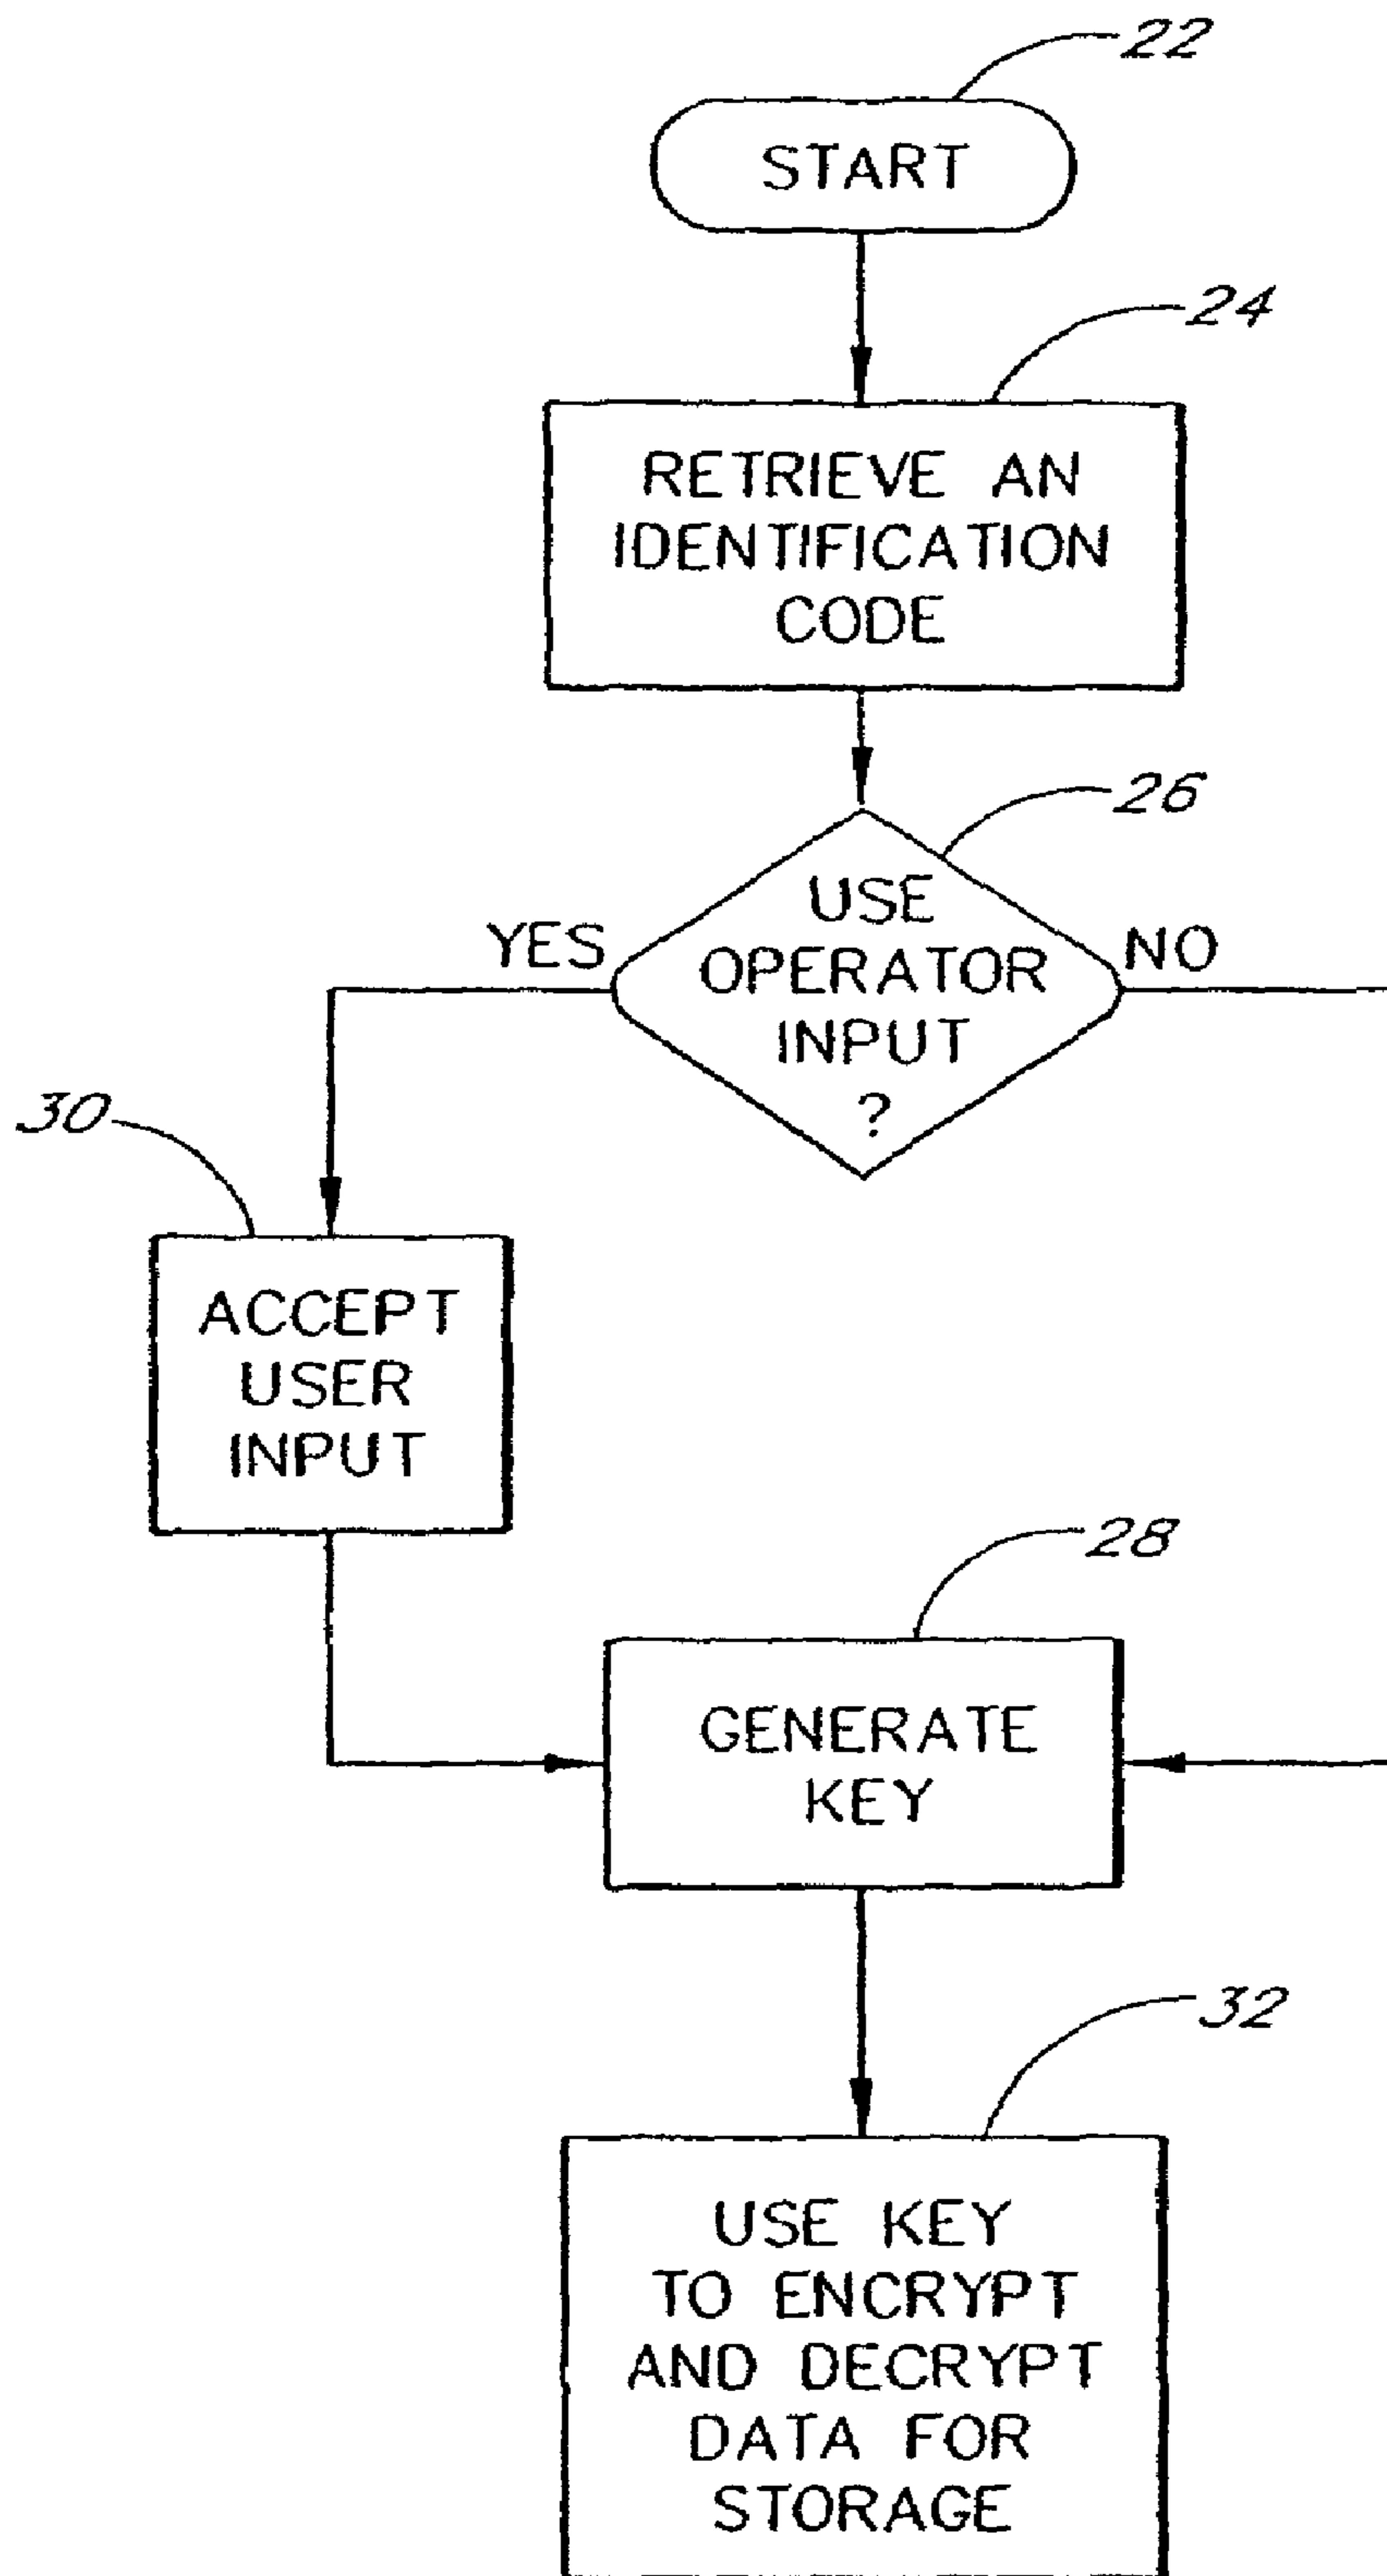 22
START
24
RETRIEVE AN
IDENTIFICATION
CODE
26
USE
OPERATOR
INPUT
?
YES
NO
30
ACCEPT
USER
INPUT
28
GENERATE
KEY
32
USE KEY
TO ENCRYPT
AND DECRYPT
DATA FOR
STORAGE